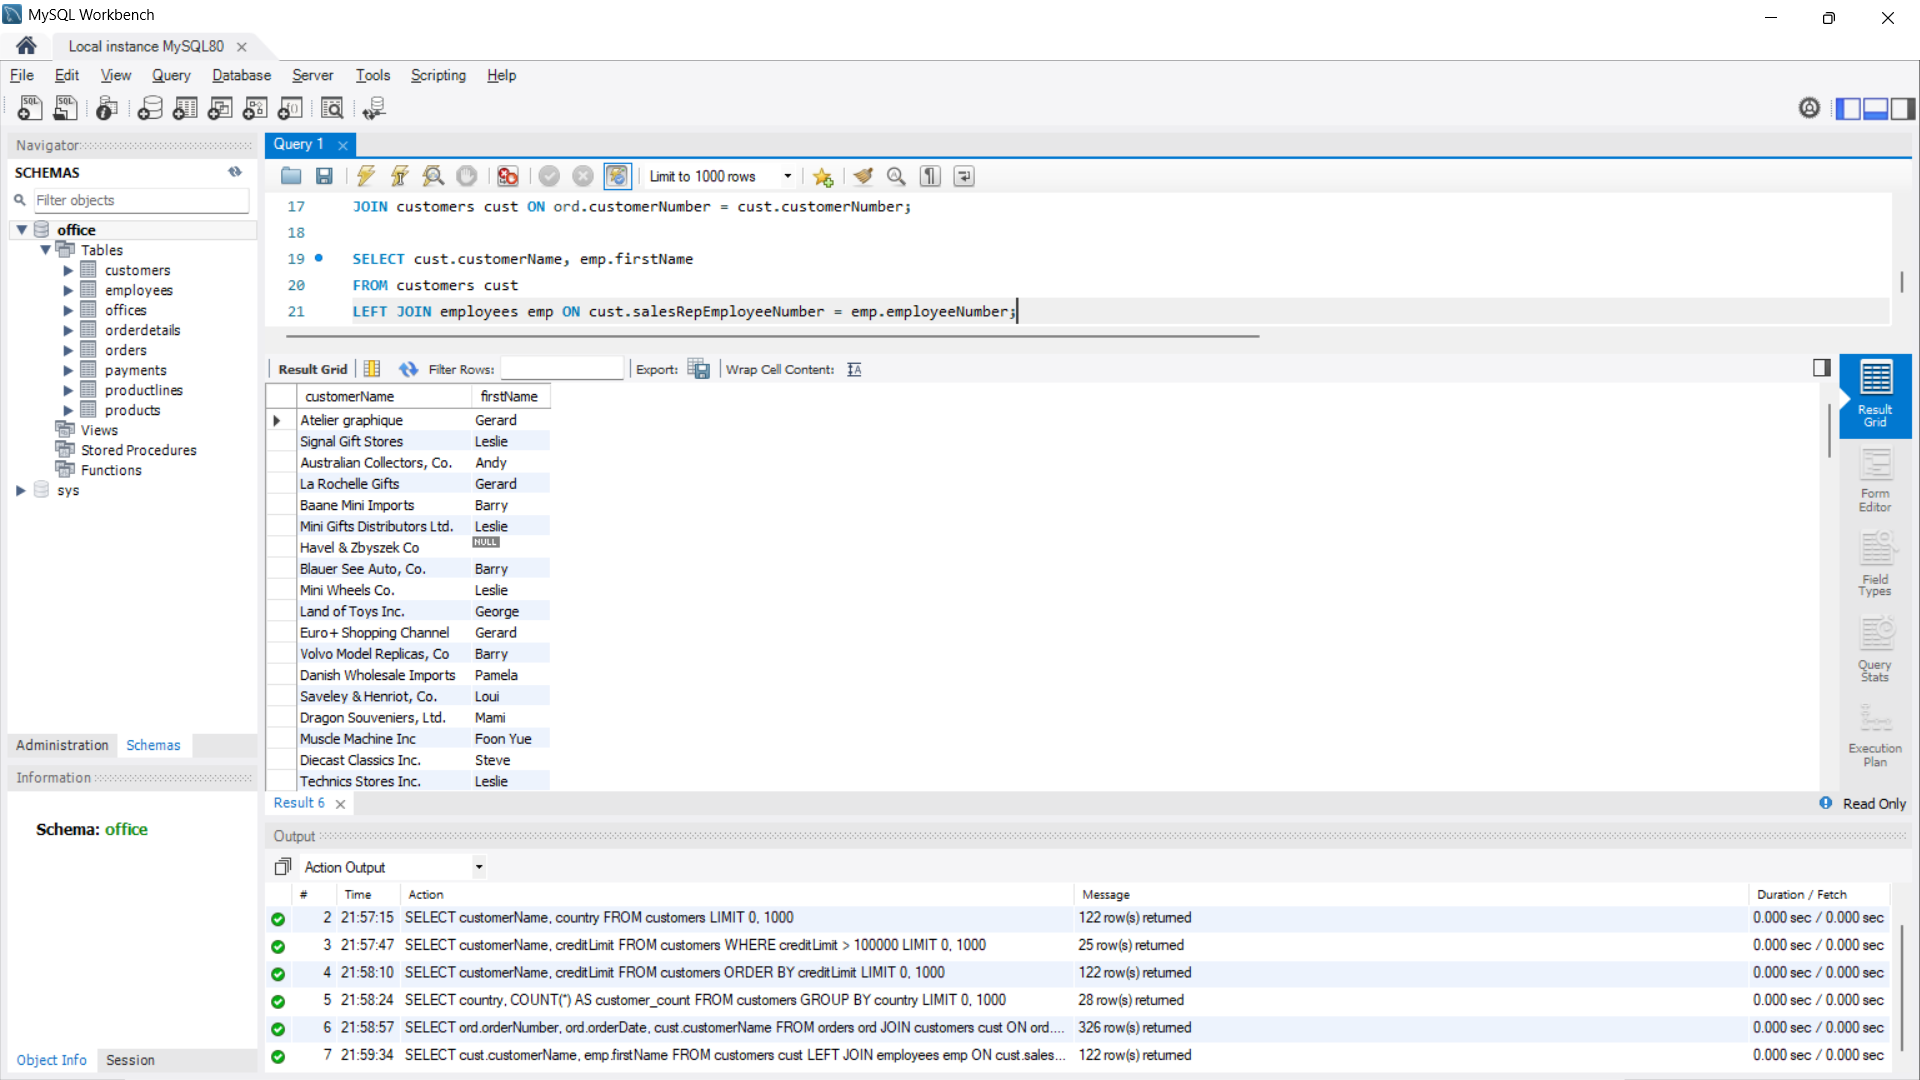 MySQL Workbench
Local instance MySQL80
File Edit View Query Database Server Tools Scripting Help
Navigator
SCHEMAS
Filter objects
office
Tables
customers
employees
offices
orderdetails
orders
payments
productlines
products
Views
Stored Procedures
Functions
sys
Administration Schemas
Information
Schema: office
Object Info Session
Query 1
Limit to 1000 rows
17 JOIN customers cust ON ord.customerNumber = cust.customerNumber;
18
19 SELECT cust.customerName, emp.firstName
20 FROM customers cust
21 LEFT JOIN employees emp ON cust.salesRepEmployeeNumber = emp.employeeNumber;
Result Grid Filter Rows: Export: Wrap Cell Content:
customerName firstName
Atelier graphique Gerard
Signal Gift Stores Leslie
Australian Collectors, Co. Andy
La Rochelle Gifts Gerard
Baane Mini Imports Barry
Mini Gifts Distributors Ltd. Leslie
Havel & Zbyszek Co NULL
Blauer See Auto, Co. Barry
Mini Wheels Co. Leslie
Land of Toys Inc. George
Euro+ Shopping Channel Gerard
Volvo Model Replicas, Co Barry
Danish Wholesale Imports Pamela
Saveley & Henriot, Co. Loui
Dragon Souveniers, Ltd. Mami
Muscle Machine Inc Foon Yue
Diecast Classics Inc. Steve
Technics Stores Inc. Leslie
Result Grid
Form Editor
Field Types
Query Stats
Execution Plan
Result 6
Read Only
Output
Action Output
# Time Action Message Duration / Fetch
2 21:57:15 SELECT customerName, country FROM customers LIMIT 0, 1000 122 row(s) returned 0.000 sec / 0.000 sec
3 21:57:47 SELECT customerName, creditLimit FROM customers WHERE creditLimit > 100000 LIMIT 0, 1000 25 row(s) returned 0.000 sec / 0.000 sec
4 21:58:10 SELECT customerName, creditLimit FROM customers ORDER BY creditLimit LIMIT 0, 1000 122 row(s) returned 0.000 sec / 0.000 sec
5 21:58:24 SELECT country, COUNT(*) AS customer_count FROM customers GROUP BY country LIMIT 0, 1000 28 row(s) returned 0.000 sec / 0.000 sec
6 21:58:57 SELECT ord.orderNumber, ord.orderDate, cust.customerName FROM orders ord JOIN customers cust ON ord.... 326 row(s) returned 0.000 sec / 0.000 sec
7 21:59:34 SELECT cust.customerName, emp.firstName FROM customers cust LEFT JOIN employees emp ON cust.sales... 122 row(s) returned 0.000 sec / 0.000 sec